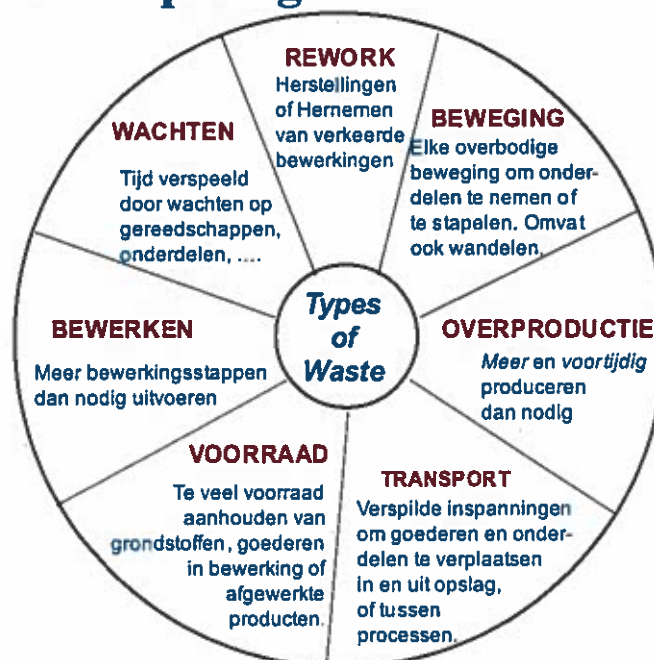 REWORK
Herstellingen
of Hernemen
van verkeerde
bewerkingen
BEWEGING
Elke overbodige
beweging om onder-
delen te nemen of
te stapelen. Omvat
ook wandelen.
OVERPRODUCTIE
Meer en voortijdig
produceren
dan nodig
TRANSPORT
Verspilde inspanningen
om goederen en onder-
delen te verplaatsen
in en uit opslag,
of tussen
processen.
VOORRAAD
Te veel voorraad
aanhouden van
grondstoffen, goederen
in bewerking of
afgewerkte
producten.
BEWERKEN
Meer bewerkingsstappen
dan nodig uitvoeren
WACHTEN
Tijd verspeeld
door wachten op
gereedschappen,
onderdelen, ....
Types
of
Waste